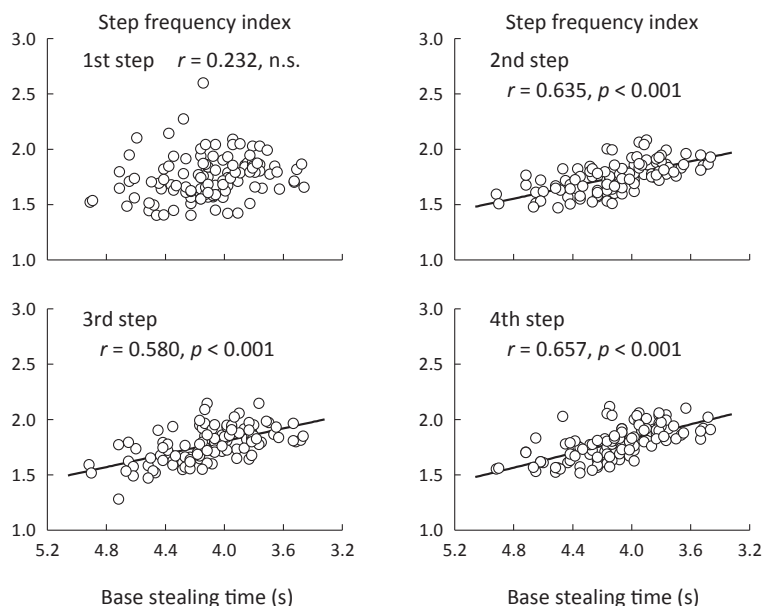 Step frequency index
Step frequency index
3.0
1st step r = 0.232, n.s.
2.5
2.0
1.5
1.0
3.0
2nd step
r = 0.635, p < 0.001
2.5
2.0
1.5
1.0
3.0
3rd step
r = 0.580, p < 0.001
2.5
2.0
1.5
1.0
5.2 4.8 4.4 4.0 3.6 3.2
Base stealing time (s)
3.0
4th step
r = 0.657, p < 0.001
2.5
2.0
1.5
1.0
5.2 4.8 4.4 4.0 3.6 3.2
Base stealing time (s)